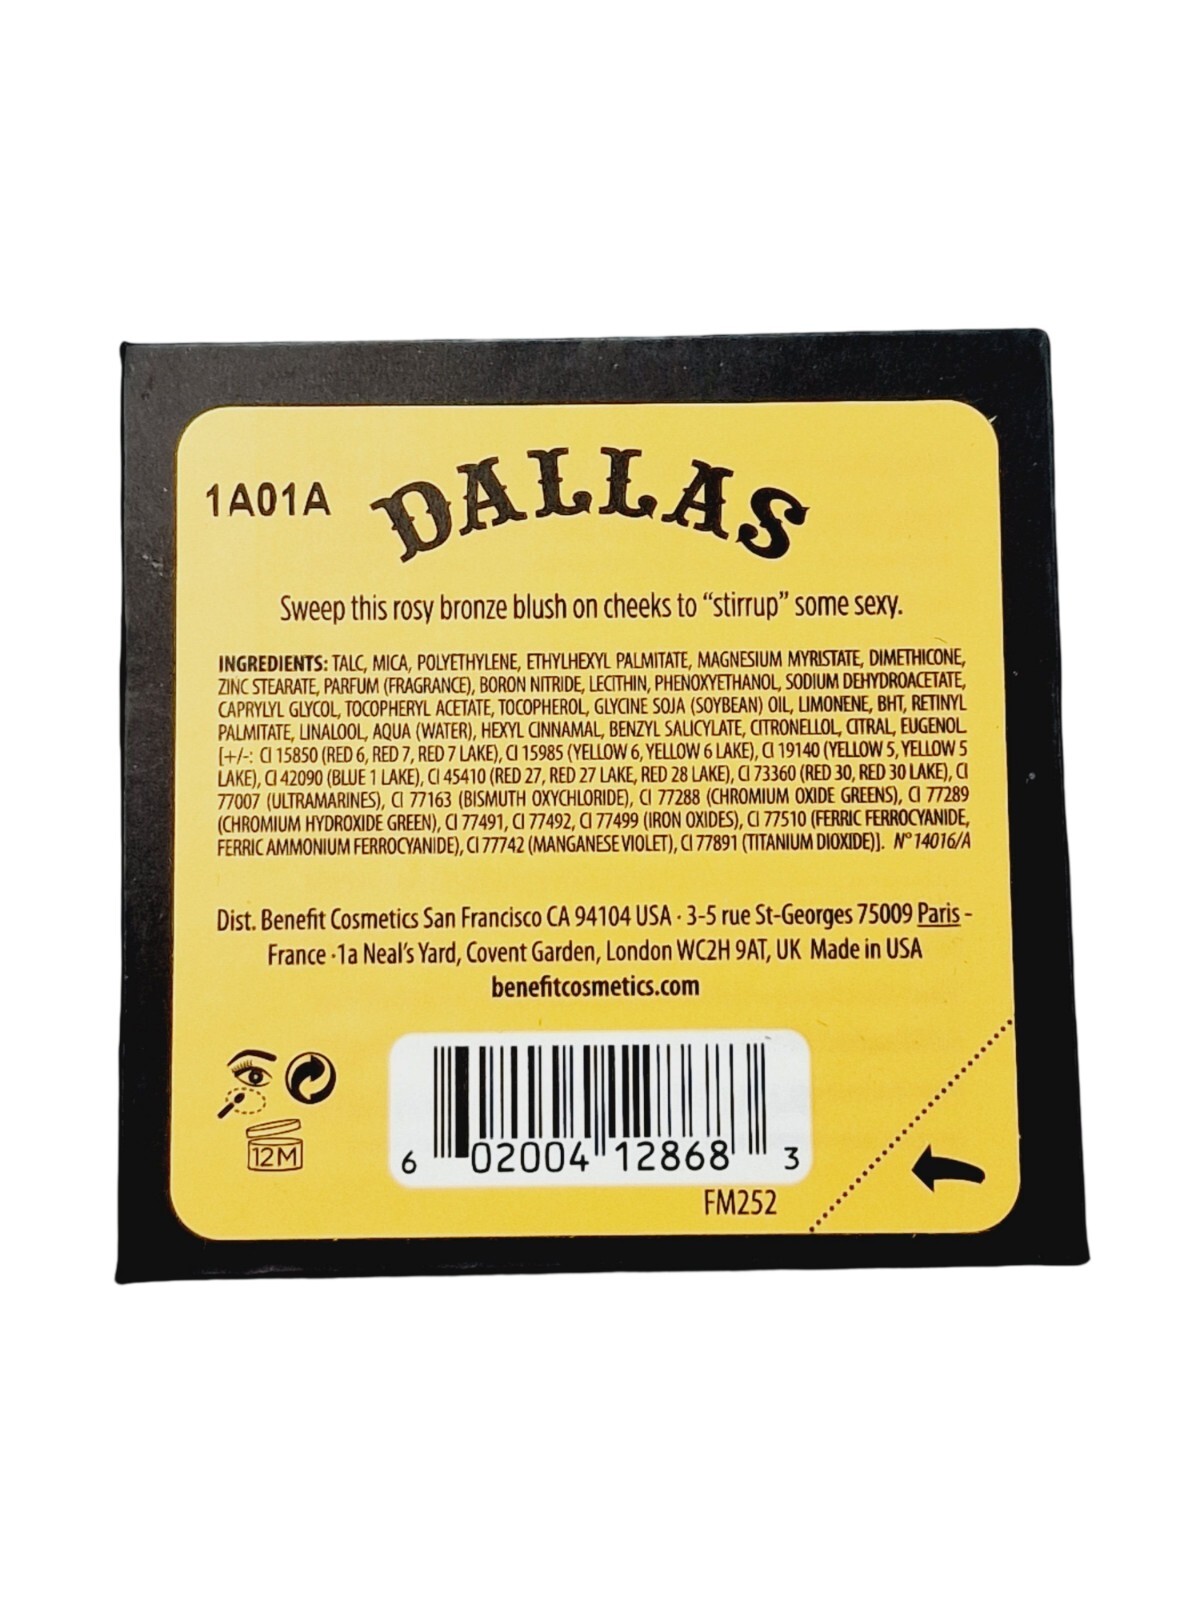 1A01A
DALLAS
Sweep this rosy bronze blush on cheeks to “stirrup” some sexy.
INGREDIENTS: TALC, MICA, POLYETHYLENE, ETHYLHEXYL PALMITATE, MAGNESIUM MYRISTATE, DIMETHICONE,
ZINC STEARATE, PARFUM (FRAGRANCE), BORON NITRIDE, LECITHIN, PHENOXYETHANOL, SODIUM DEHYDROACETATE,
CAPRYLYL GLYCOL, TOCOPHERYL ACETATE, TOCOPHEROL, GLYCINE SOJA (SOYBEAN) OIL, LIMONENE, BHT, RETINYL
PALMITATE, LINALOOL, AQUA (WATER), HEXYL CINNAMAL, BENZYL SALICYLATE, CITRONELLOL, CITRAL, EUGENOL.
[+/-: CI 15850 (RED 6, RED 7, RED 7 LAKE), CI 15985 (YELLOW 6, YELLOW 6 LAKE), CI 19140 (YELLOW 5, YELLOW 5
LAKE), CI 42090 (BLUE 1 LAKE), CI 45410 (RED 27, RED 27 LAKE, RED 28 LAKE), CI 73360 (RED 30, RED 30 LAKE), CI
77007 (ULTRAMARINES), CI 77163 (BISMUTH OXYCHLORIDE), CI 77288 (CHROMIUM OXIDE GREENS), CI 77289
(CHROMIUM HYDROXIDE GREEN), CI 77491, CI 77492, CI 77499 (IRON OXIDES), CI 77510 (FERRIC FERROCYANIDE,
FERRIC AMMONIUM FERROCYANIDE), CI 77742 (MANGANESE VIOLET), CI 77891 (TITANIUM DIOXIDE)]. N° 14016/A
Dist. Benefit Cosmetics San Francisco CA 94104 USA · 3-5 rue St-Georges 75009 Paris -
France ·1a Neal's Yard, Covent Garden, London WC2H 9AT, UK Made in USA
benefitcosmetics.com
12M
6 02004 12868 3
FM252